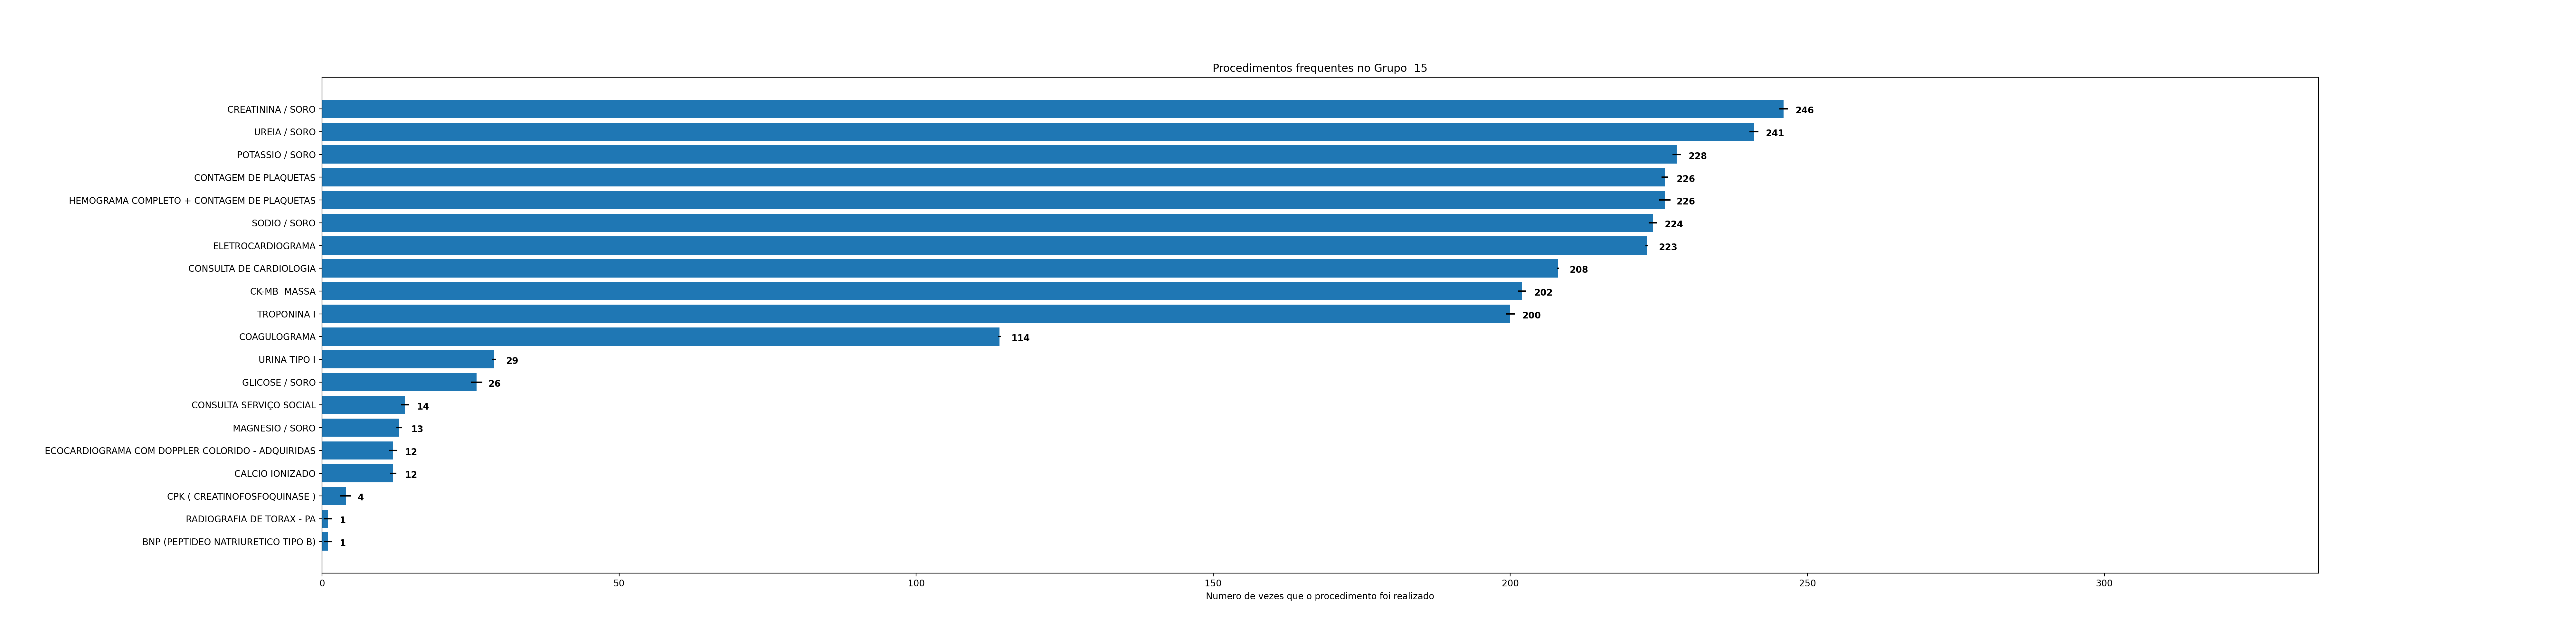 Procedimentos frequentes no Grupo  15
CREATININA / SORO 246
UREIA / SORO 241
POTASSIO / SORO 228
CONTAGEM DE PLAQUETAS 226
HEMOGRAMA COMPLETO + CONTAGEM DE PLAQUETAS 226
SODIO / SORO 224
ELETROCARDIOGRAMA 223
CONSULTA DE CARDIOLOGIA 208
CK-MB  MASSA 202
TROPONINA I 200
COAGULOGRAMA 114
URINA TIPO I 29
GLICOSE / SORO 26
CONSULTA SERVIÇO SOCIAL 14
MAGNESIO / SORO 13
ECOCARDIOGRAMA COM DOPPLER COLORIDO - ADQUIRIDAS 12
CALCIO IONIZADO 12
CPK ( CREATINOFOSFOQUINASE ) 4
RADIOGRAFIA DE TORAX - PA 1
BNP (PEPTIDEO NATRIURETICO TIPO B) 1
0 50 100 150 200 250 300
Numero de vezes que o procedimento foi realizado